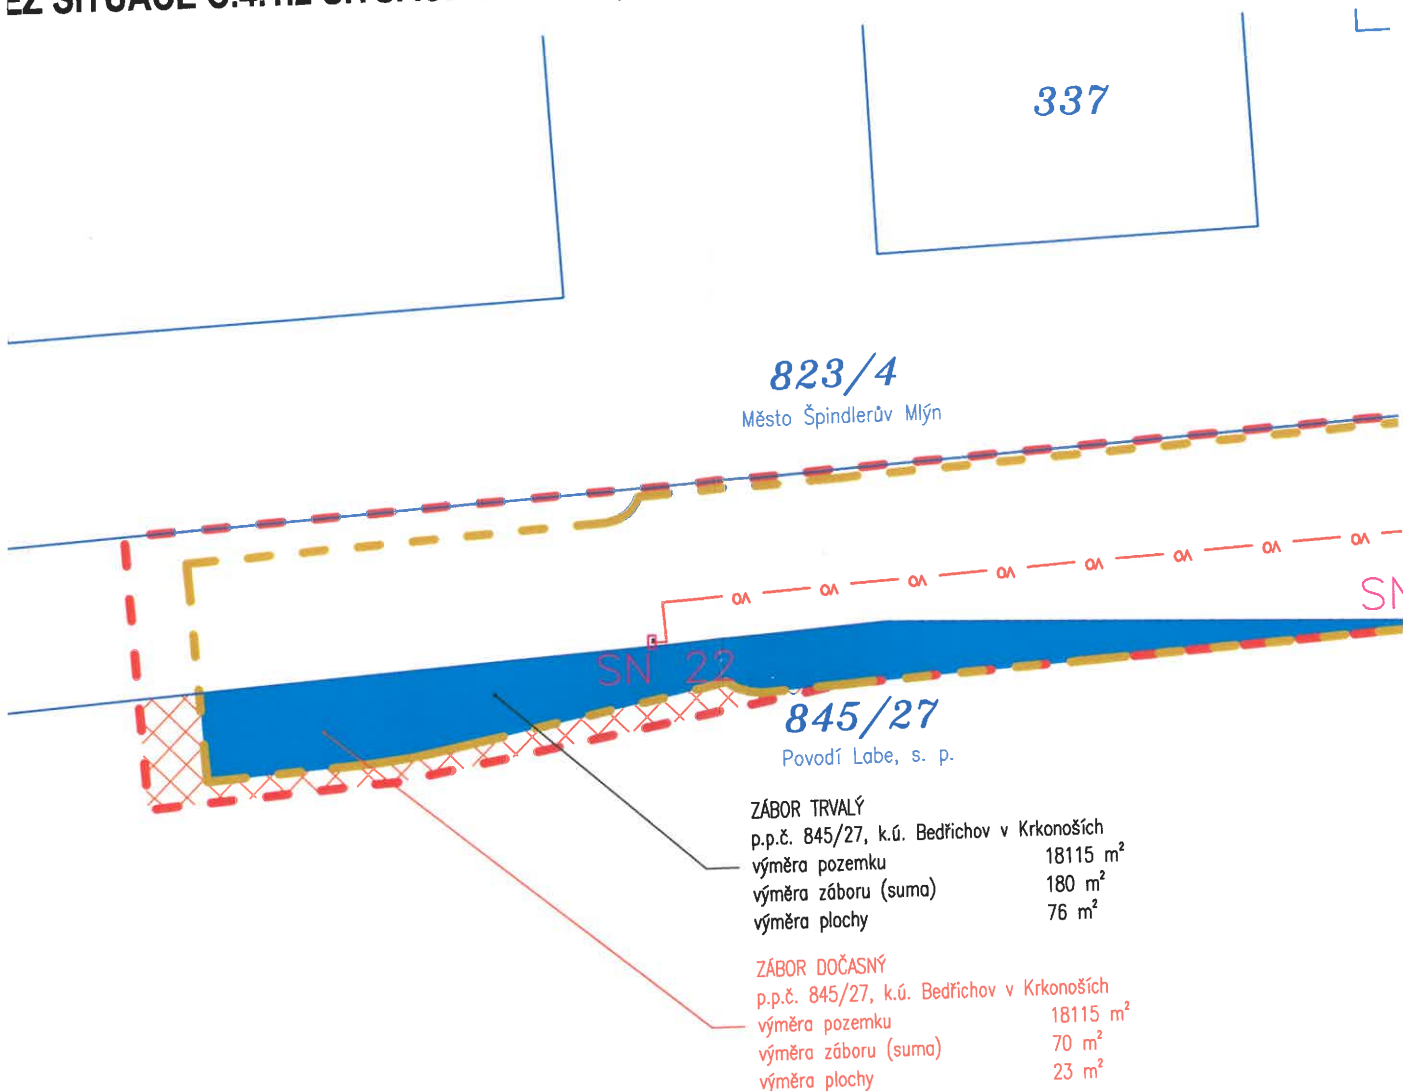 337
823/4
Město Špindlerův Mlýn
SN 22
845/27
Povodí Labe, s. p.
ZÁBOR TRVALÝ
p.p.č. 845/27, k.ú. Bedřichov v Krkonoších
výměra pozemku 18115 m²
výměra záboru (suma) 180 m²
výměra plochy 76 m²
ZÁBOR DOČASNÝ
p.p.č. 845/27, k.ú. Bedřichov v Krkonoších
výměra pozemku 18115 m²
výměra záboru (suma) 70 m²
výměra plochy 23 m²